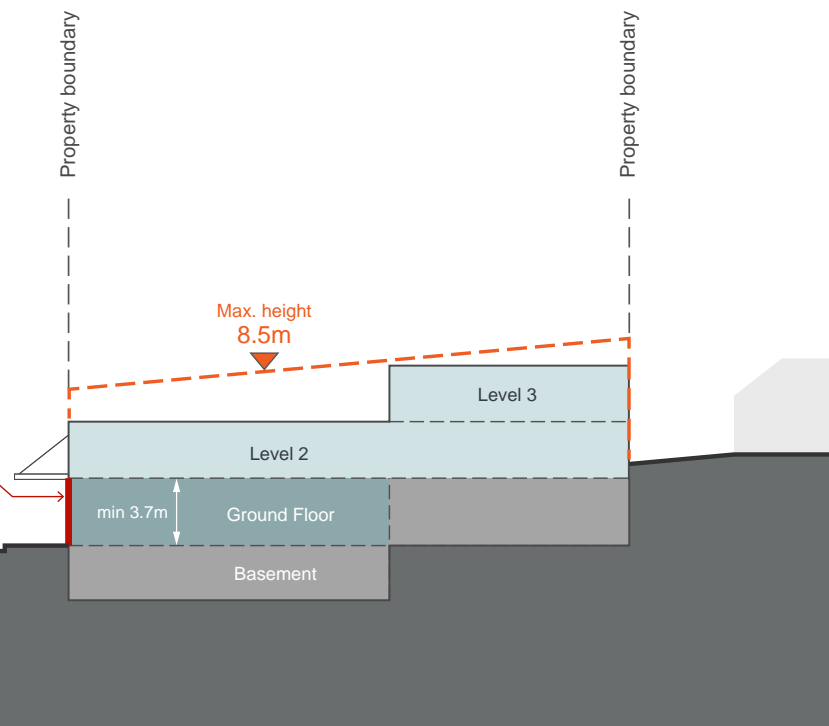 Property boundary
Property boundary
Max. height
8.5m
Level 3
Level 2
min 3.7m
Ground Floor
Basement